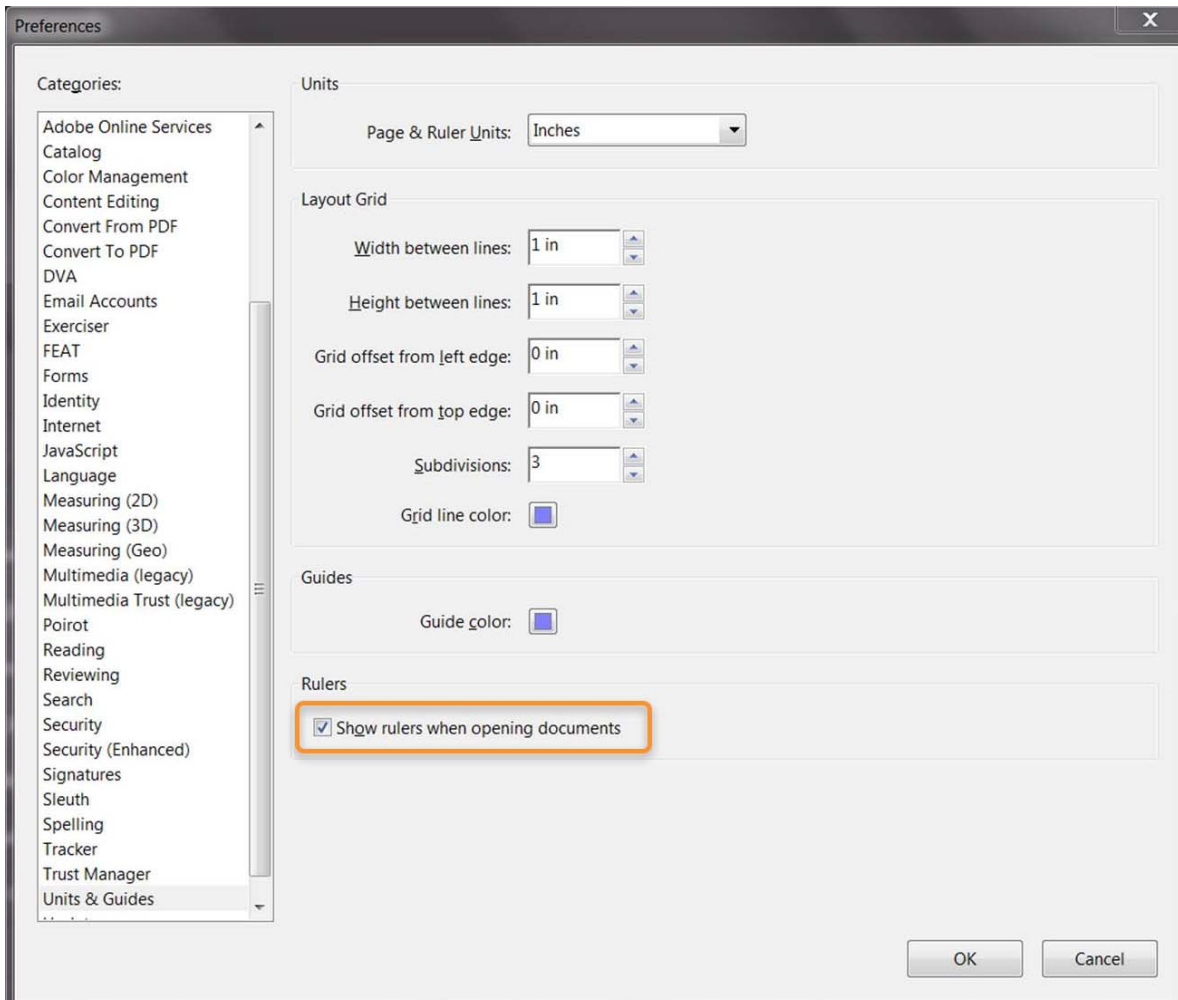 Preferences
X
Categories:
Adobe Online Services
Catalog
Color Management
Content Editing
Convert From PDF
Convert To PDF
DVA
Email Accounts
Exerciser
FEAT
Forms
Identity
Internet
JavaScript
Language
Measuring (2D)
Measuring (3D)
Measuring (Geo)
Multimedia (legacy)
Multimedia Trust (legacy)
Poirot
Reading
Reviewing
Search
Security
Security (Enhanced)
Signatures
Sleuth
Spelling
Tracker
Trust Manager
Units & Guides
Units
Page & Ruler Units: Inches
Layout Grid
Width between lines: 1 in
Height between lines: 1 in
Grid offset from left edge: 0 in
Grid offset from top edge: 0 in
Subdivisions: 3
Grid line color:
Guides
Guide color:
Rulers
Show rulers when opening documents
OK Cancel